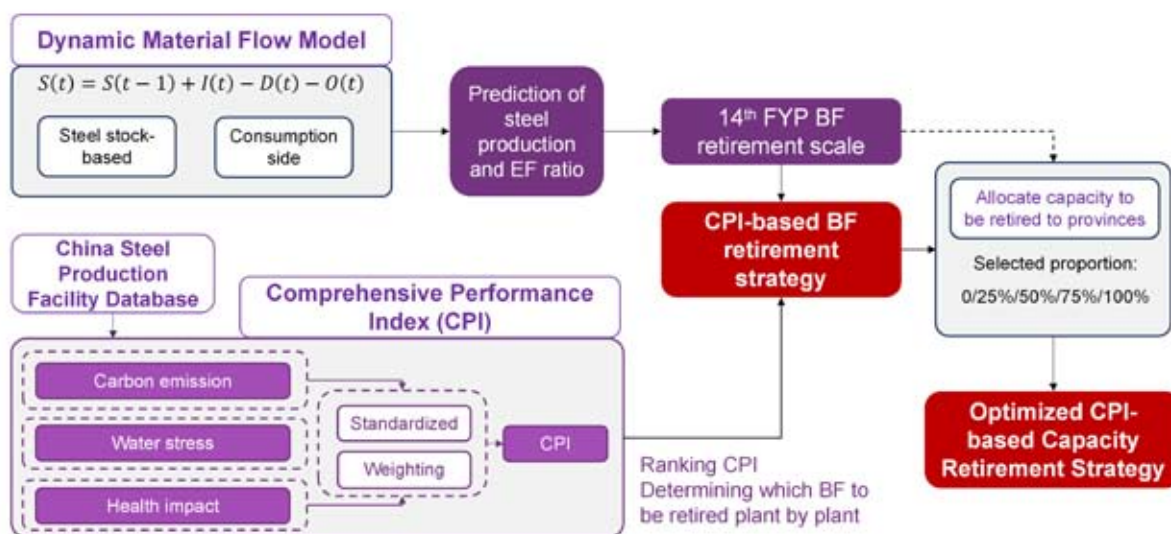 Dynamic Material Flow Model
S(t) = S(t − 1) + I(t) − D(t) − O(t)
Steel stock-
based
Consumption
side
Prediction of
steel
production
and EF ratio
14th FYP BF
retirement scale
CPI-based BF
retirement
strategy
Allocate capacity to
be retired to provinces
Selected proportion:
0/25%/50%/75%/100%
Optimized CPI-
based Capacity
Retirement Strategy
China Steel
Production
Facility Database
Comprehensive Performance
Index (CPI)
Carbon emission
Water stress
Health impact
Standardized
Weighting
CPI
Ranking CPI
Determining which BF to
be retired plant by plant